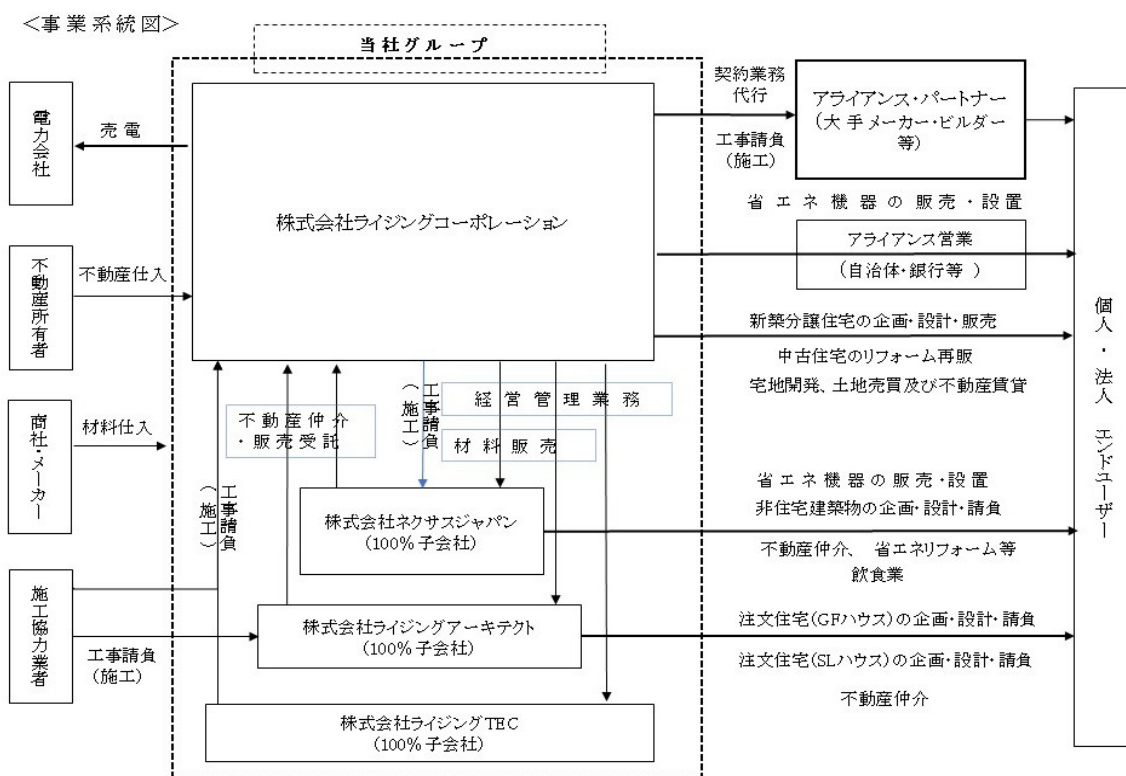 ＜事業系統図＞
当社グループ
電力会社
売電
不動産所有者
不動産仕入
商社・メーカー
材料仕入
施工協力業者
工事請負
(施工)
株式会社ライジングコーポレーション
契約業務
代行
工事請負
(施工)
アライアンス・パートナー
(大手メーカー・ビルダー
等)
省エネ機器の販売・設置
アライアンス営業
(自治体・銀行等)
新築分譲住宅の企画・設計・販売
中古住宅のリフォーム再販
宅地開発、土地売買及び不動産賃貸
不動産仲介
・販売受託
工事請負
(施工)
経営管理業務
材料販売
工事請負
(施工)
株式会社ネクサスジャパン
(100%子会社)
省エネ機器の販売・設置
非住宅建築物の企画・設計・請負
不動産仲介、省エネリフォーム等
飲食業
株式会社ライジングアーキテクト
(100%子会社)
注文住宅(GFハウス)の企画・設計・請負
注文住宅(SLハウス)の企画・設計・請負
不動産仲介
株式会社ライジングTEC
(100%子会社)
個人・法人 エンドユーザー